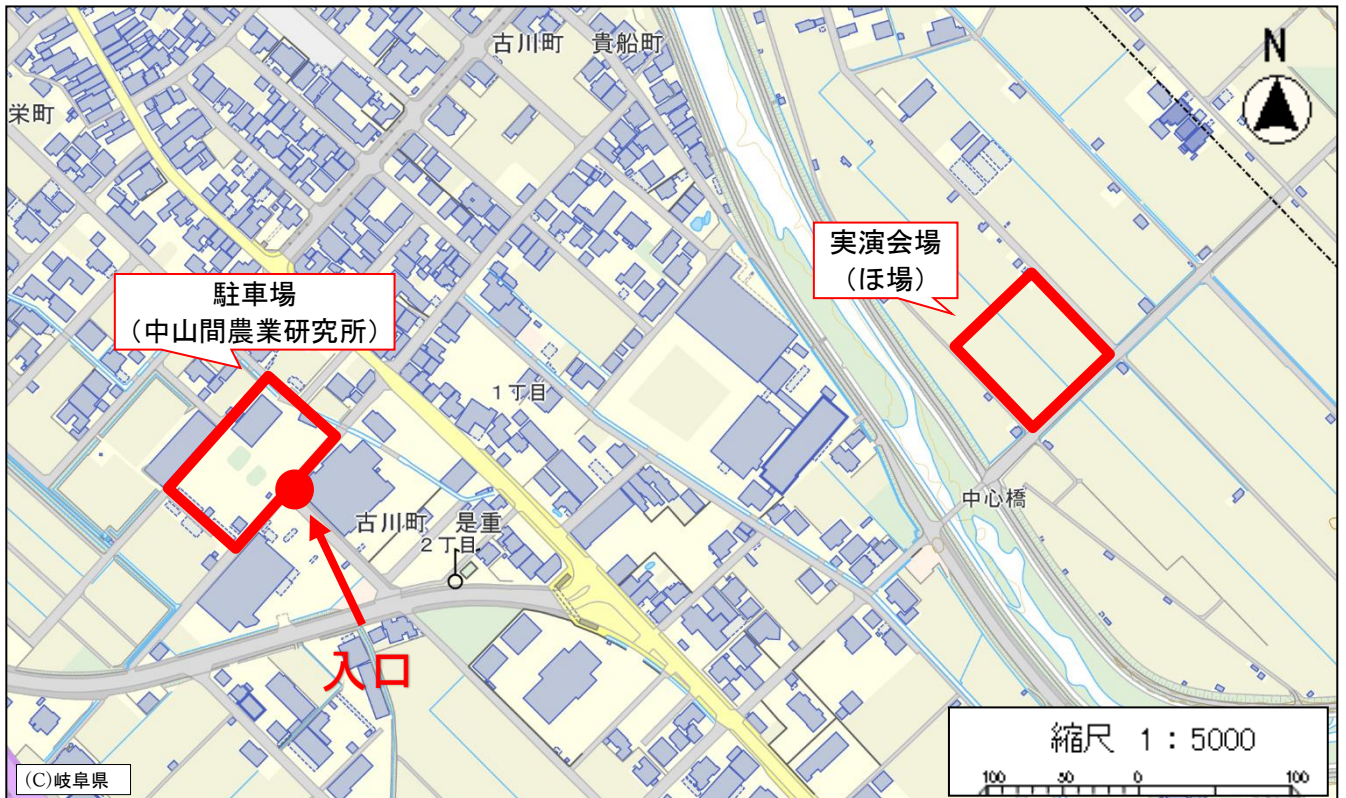 古川町 貴船町
N
栄町
実演会場
（ほ場）
駐車場
（中山間農業研究所）
1丁目
中心橋
古川町 是重
2丁目
入口
縮尺 1：5000
100 50 0 100
(C)岐阜県